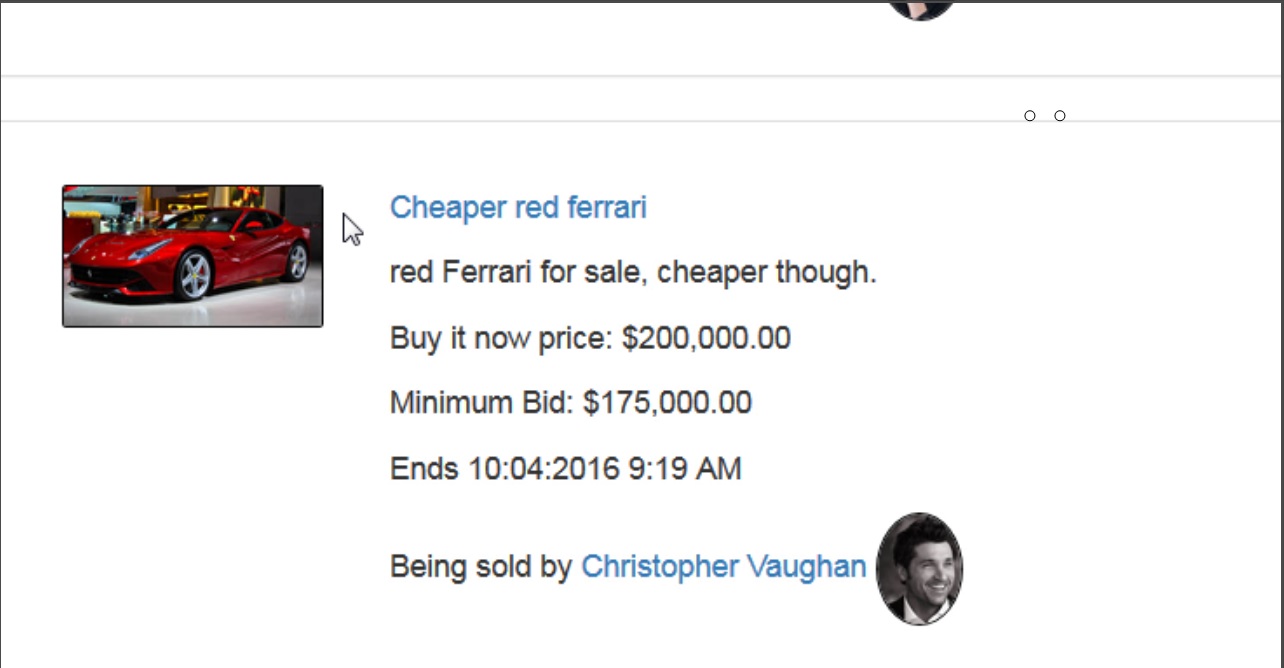 Cheaper red ferrari
red Ferrari for sale, cheaper though.
Buy it now price: $200,000.00
Minimum Bid: $175,000.00
Ends 10:04:2016 9:19 AM
Being sold by Christopher Vaughan